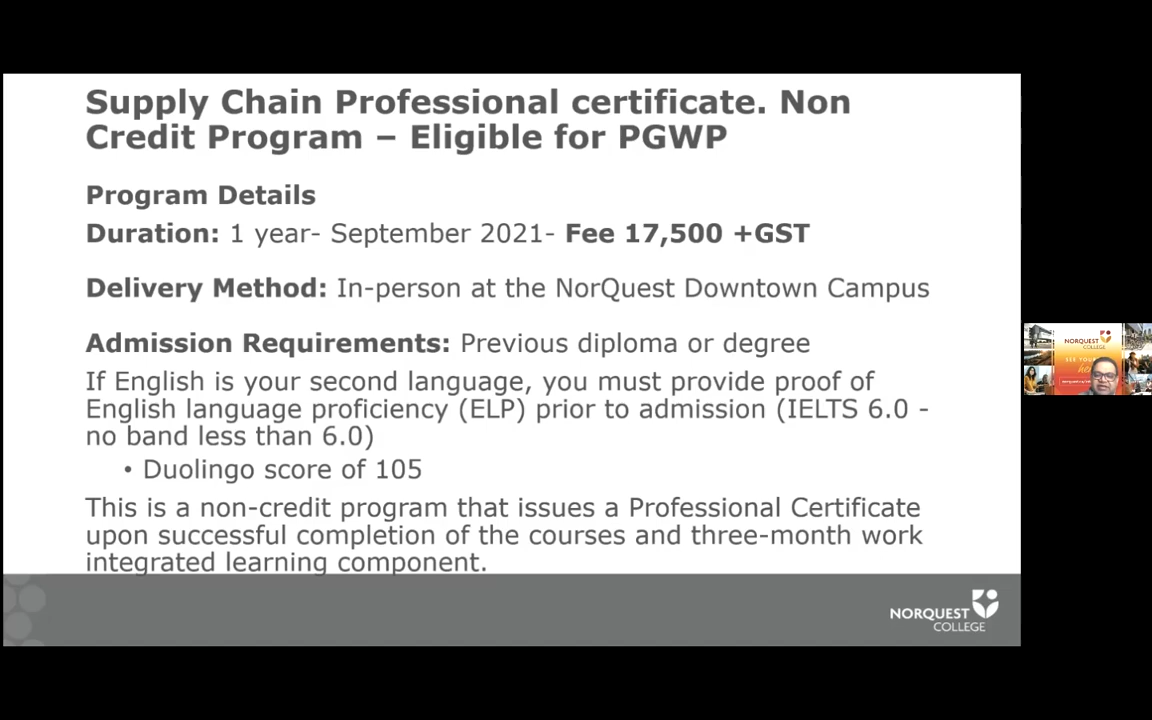 Supply Chain Professional certificate. Non
Credit Program – Eligible for PGWP
Program Details
Duration: 1 year- September 2021- Fee 17,500 +GST
Delivery Method: In-person at the NorQuest Downtown Campus
Admission Requirements: Previous diploma or degree
If English is your second language, you must provide proof of
English language proficiency (ELP) prior to admission (IELTS 6.0 -
no band less than 6.0)
• Duolingo score of 105
This is a non-credit program that issues a Professional Certificate
upon successful completion of the courses and three-month work
integrated learning component.
NORQUEST
COLLEGE
NORQUEST
COLLEGE